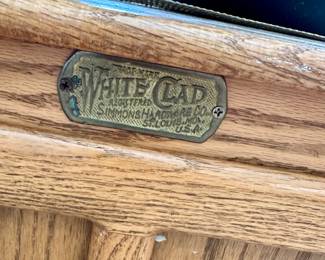 TRADE MARK
WHITE CLAD
REGISTERED
SIMMONS HARDWARE CO.
ST. LOUIS, MO.
U.S.A.